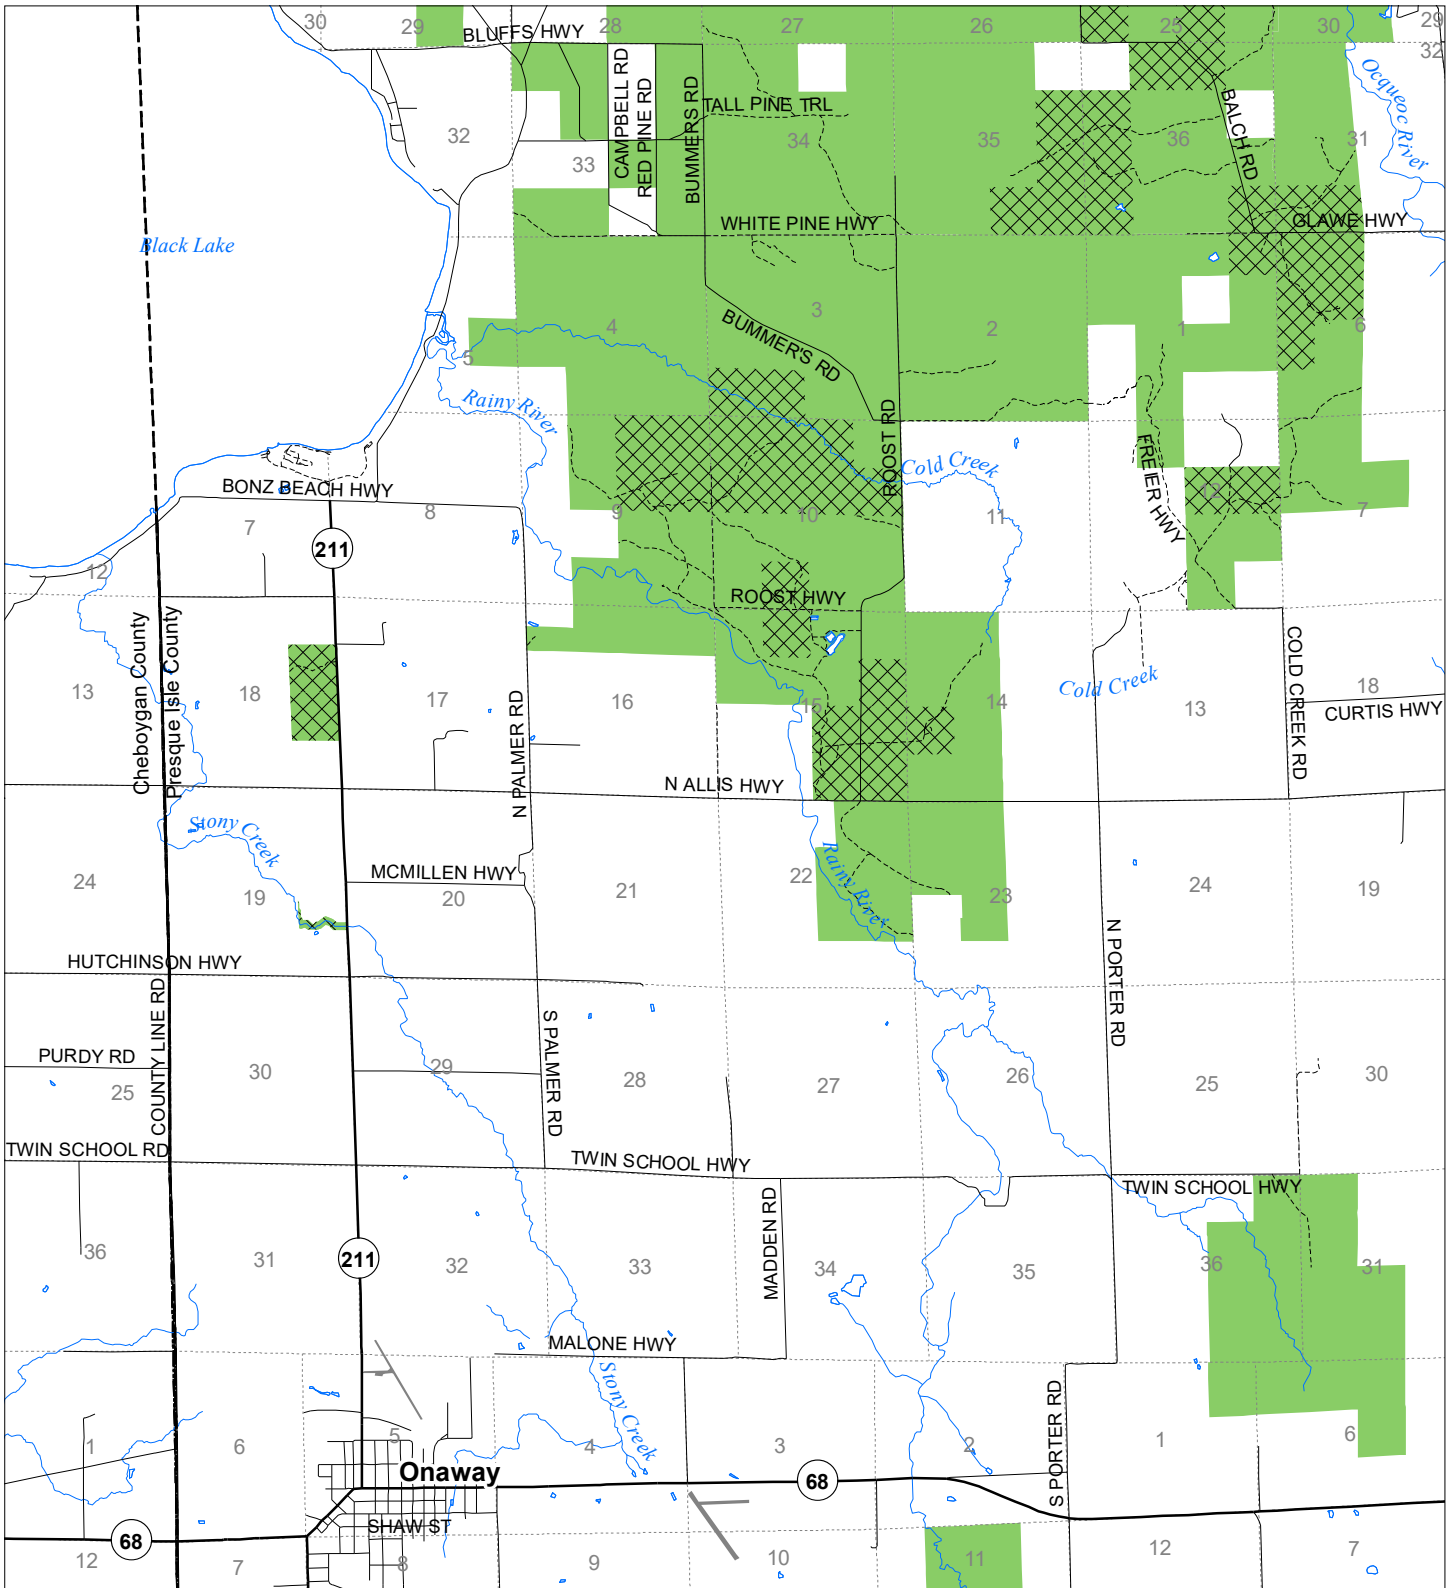 30
29
28
27
26
25
30
29
32
BLUFFS HWY
CAMPBELL RD
RED PINE RD
BUMMERS RD
TALL PINE TRL
BALCH RD
Ocqueoc River
32
33
34
35
36
31
WHITE PINE HWY
GLAWE HWY
Black Lake
5
4
3
2
1
6
BUMMER'S RD
Rainy River
ROOST RD
Cold Creek
FREIER HWY
BONZ BEACH HWY
7
8
9
10
11
12
7
211
12
ROOST HWY
Cheboygan County
Presque Isle County
13
18
17
N PALMER RD
16
15
14
Cold Creek
13
COLD CREEK RD
18
CURTIS HWY
N ALLIS HWY
Stony Creek
MCMILLEN HWY
Rainy River
24
19
20
21
22
23
24
19
HUTCHINSON HWY
N PORTER RD
COUNTY LINE RD
S PALMER RD
PURDY RD
25
30
29
28
27
26
25
30
TWIN SCHOOL RD
TWIN SCHOOL HWY
TWIN SCHOOL HWY
MADDEN RD
36
31
211
32
33
34
35
36
31
MALONE HWY
Stony Creek
S PORTER RD
1
6
5
4
3
2
1
6
Onaway
68
SHAW ST
68
12
7
8
9
10
11
12
7